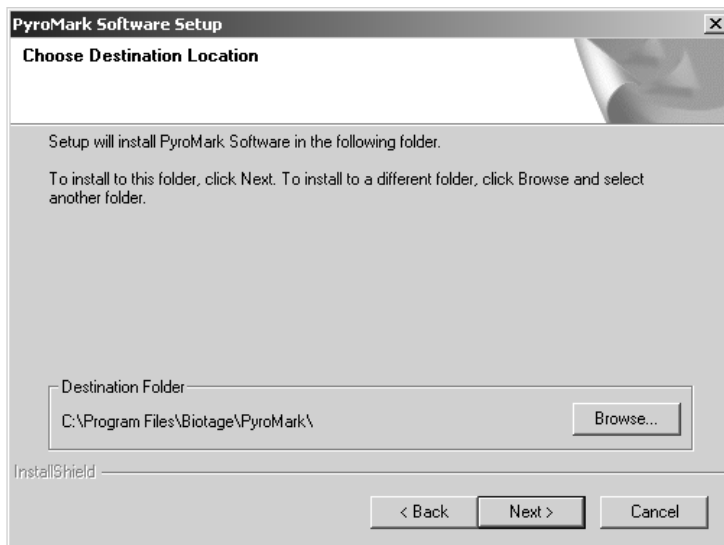 PyroMark Software Setup
Choose Destination Location
Setup will install PyroMark Software in the following folder.
To install to this folder, click Next. To install to a different folder, click Browse and select
another folder.
Destination Folder
C:\Program Files\Biotage\PyroMark\
Browse...
InstallShield
< Back
Next >
Cancel